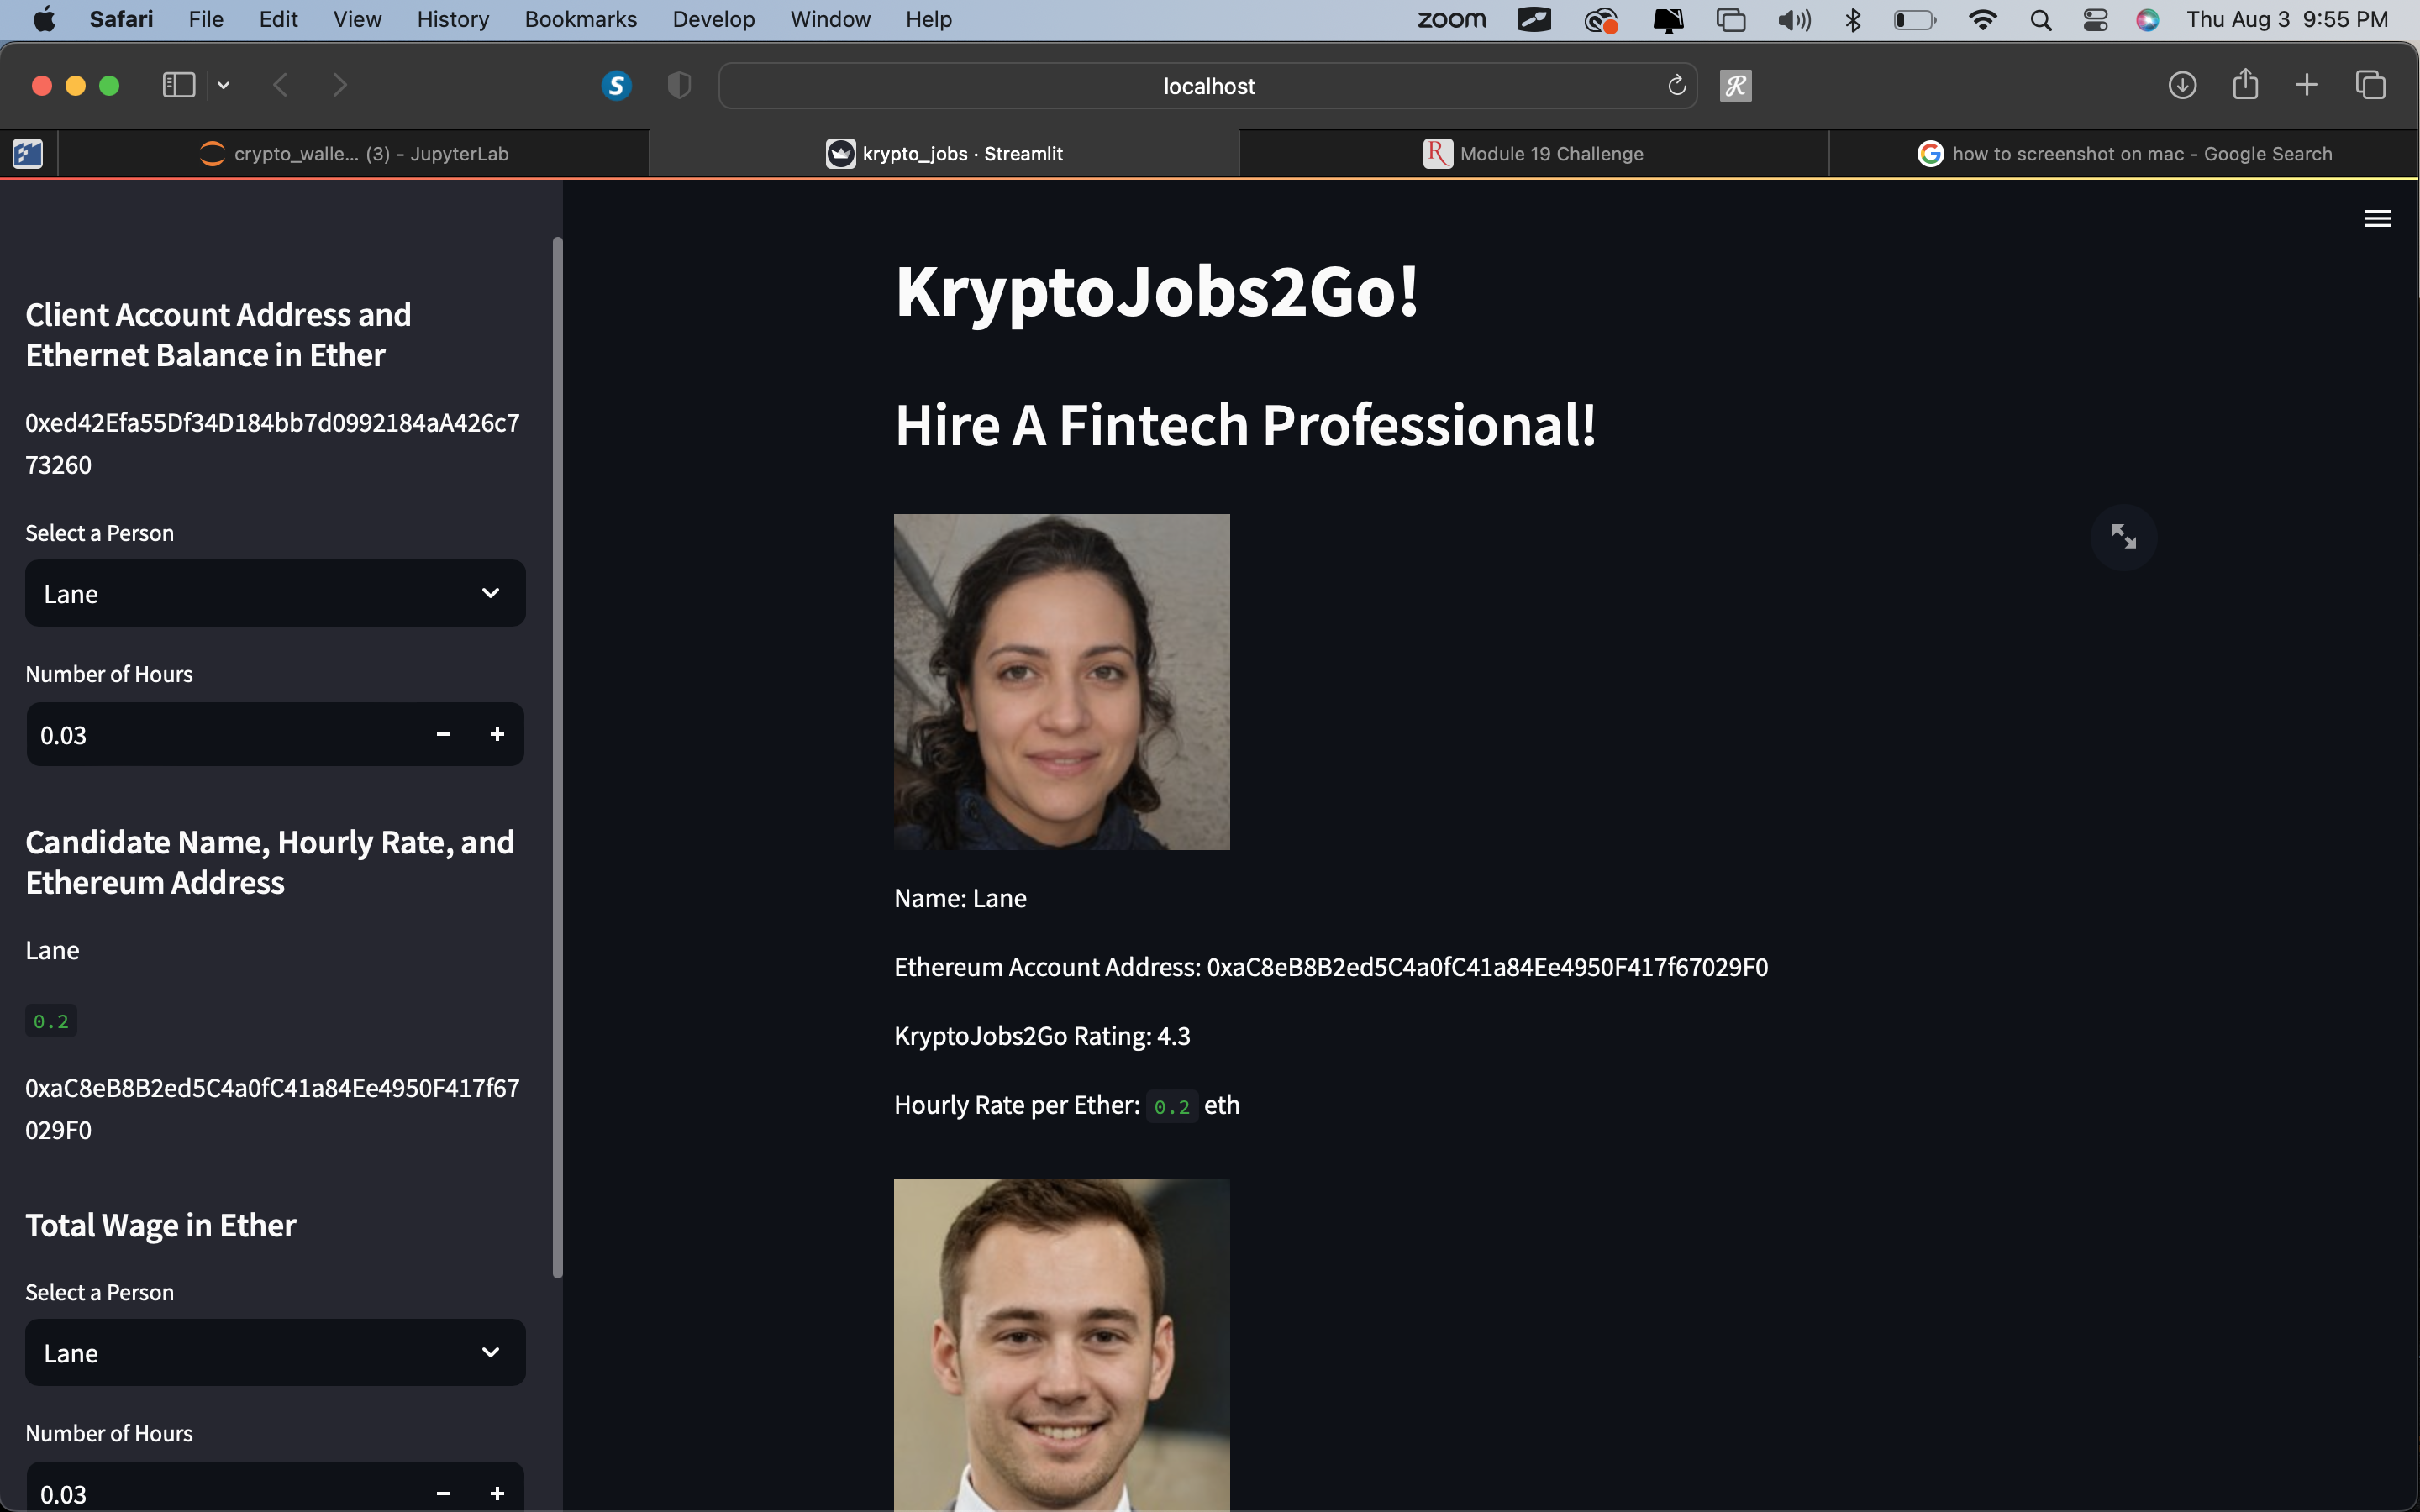 Safari File Edit View History Bookmarks Develop Window Help zoom Thu Aug 3 9:55 PM
localhost
crypto_walle... (3) - JupyterLab
krypto_jobs · Streamlit
Module 19 Challenge
how to screenshot on mac - Google Search
Client Account Address and
Ethernet Balance in Ether
0xed42Efa55Df34D184bb7d0992184aA426c7
73260
Select a Person
Lane
Number of Hours
0.03
Candidate Name, Hourly Rate, and
Ethereum Address
Lane
0.2
0xaC8eB8B2ed5C4a0fC41a84Ee4950F417f67
029F0
Total Wage in Ether
Select a Person
Lane
Number of Hours
0.03
KryptoJobs2Go!
Hire A Fintech Professional!
Name: Lane
Ethereum Account Address: 0xaC8eB8B2ed5C4a0fC41a84Ee4950F417f67029F0
KryptoJobs2Go Rating: 4.3
Hourly Rate per Ether: 0.2 eth